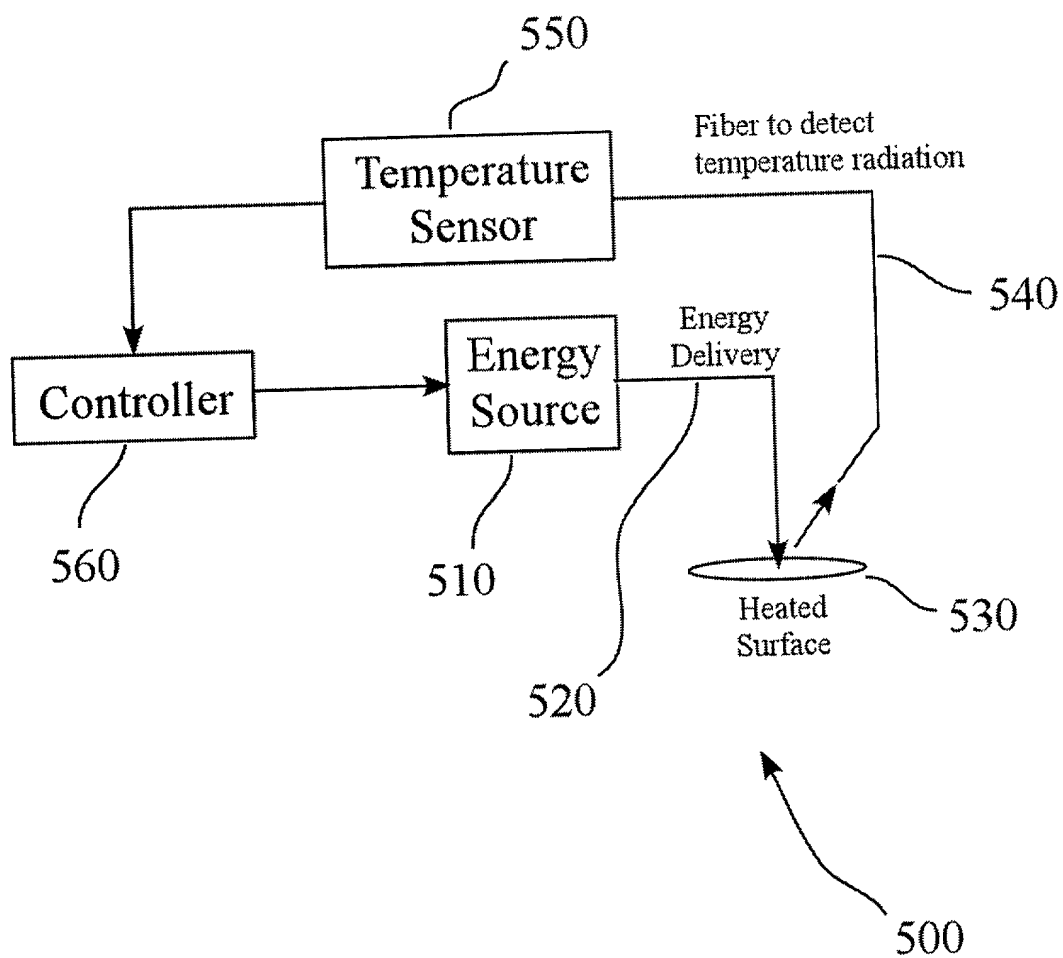 550
Fiber to detect
temperature radiation
Temperature
Sensor
540
Energy
Delivery
Energy
Source
Controller
560
510
530
Heated
Surface
520
500